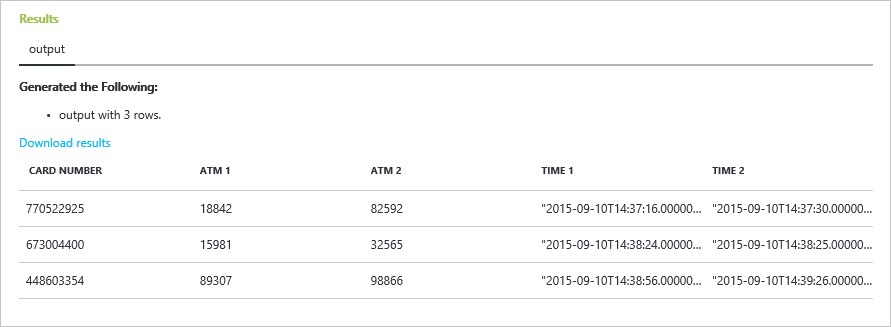 Results
output
Generated the Following:
• output with 3 rows.
Download results
CARD NUMBER ATM 1 ATM 2 TIME 1 TIME 2
770522925 18842 82592 "2015-09-10T14:37:16.00000... "2015-09-10T14:37:30.00000...
673004400 15981 32565 "2015-09-10T14:38:24.00000... "2015-09-10T14:38:25.00000...
448603354 89307 98866 "2015-09-10T14:38:56.00000... "2015-09-10T14:39:26.00000...